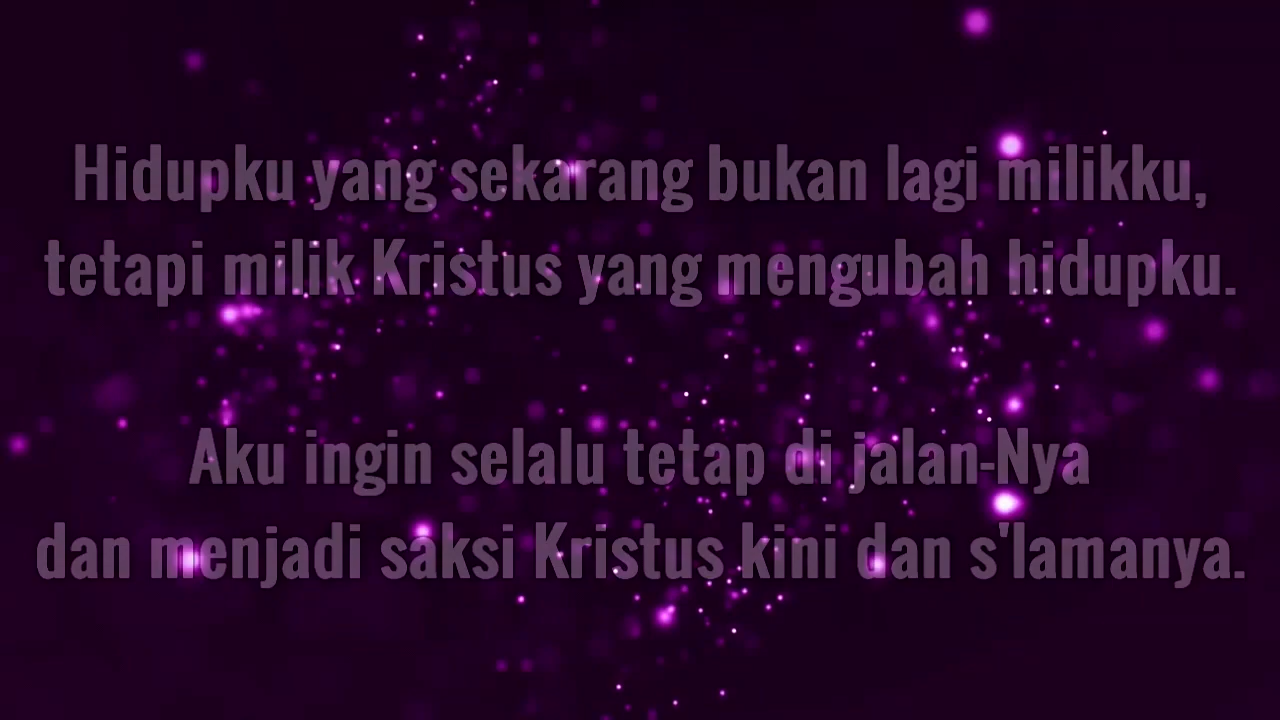 Hidupku yang sekarang bukan lagi milikku,
tetapi milik Kristus yang mengubah hidupku.
Aku ingin selalu tetap di jalan-Nya
dan menjadi saksi Kristus kini dan s'lamanya.